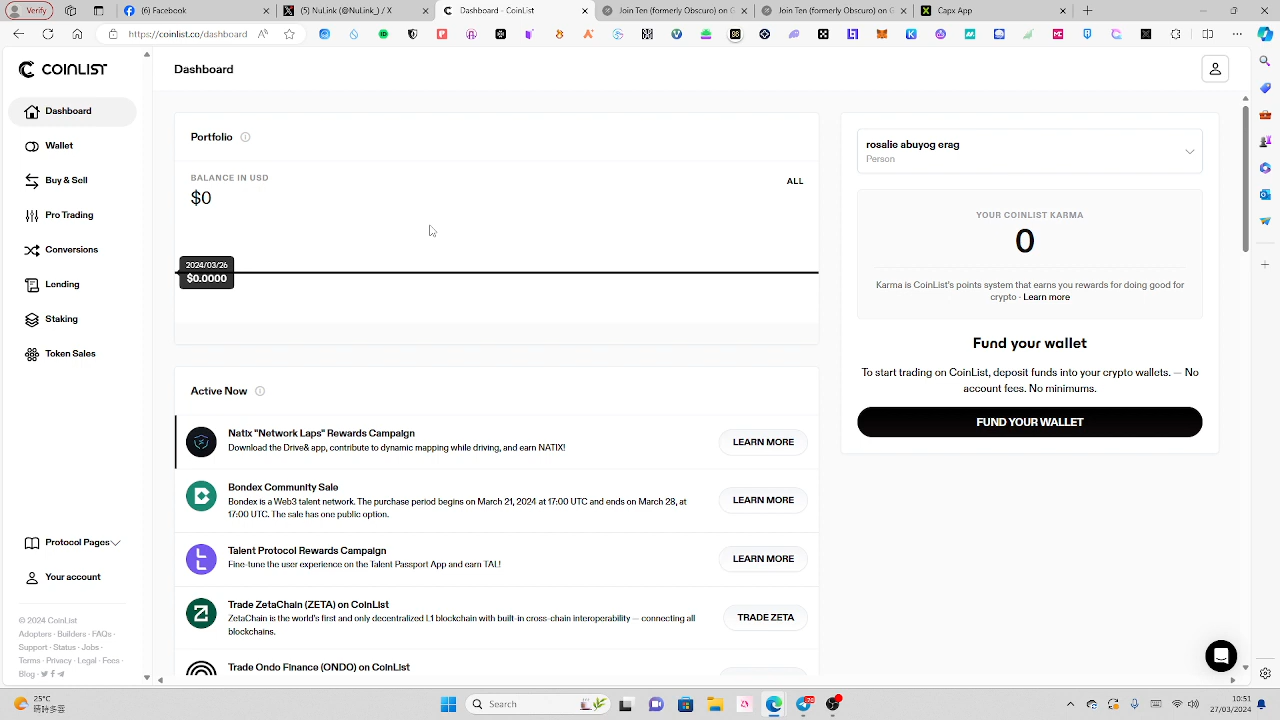 Verify
(5) Facebook
(5) NuLink (@NuLink_) / X
Dashboard - CoinList
Join Ten (formerly Obscuro) on G
Join Ten (formerly Obscuro) on G
Caps App
https://coinlist.co/dashboard
COINLIST
Dashboard
Wallet
Buy & Sell
Pro Trading
Conversions
Lending
Staking
Token Sales
Protocol Pages
Your account
© 2024 CoinList
Adopters · Builders · FAQs ·
Support · Status · Jobs ·
Terms · Privacy · Legal · Fees ·
Blog ·
Dashboard
Portfolio
BALANCE IN USD
ALL
$0
2024/03/26
$0.0000
Active Now
Natix "Network Laps" Rewards Campaign
Download the Drive& app, contribute to dynamic mapping while driving, and earn NATIX!
LEARN MORE
Bondex Community Sale
Bondex is a Web3 talent network. The purchase period begins on March 21, 2024 at 17:00 UTC and ends on March 28, at
17:00 UTC. The sale has one public option.
LEARN MORE
Talent Protocol Rewards Campaign
Fine-tune the user experience on the Talent Passport App and earn TAL!
LEARN MORE
Trade ZetaChain (ZETA) on CoinList
ZetaChain is the world's first and only decentralized L1 blockchain with built-in cross-chain interoperability — connecting all
blockchains.
TRADE ZETA
Trade Ondo Finance (ONDO) on CoinList
rosalie abuyog erag
Person
YOUR COINLIST KARMA
0
Karma is CoinList's points system that earns you rewards for doing good for
crypto · Learn more
Fund your wallet
To start trading on CoinList, deposit funds into your crypto wallets. — No
account fees. No minimums.
FUND YOUR WALLET
25°C
Search
10:51
27/03/2024